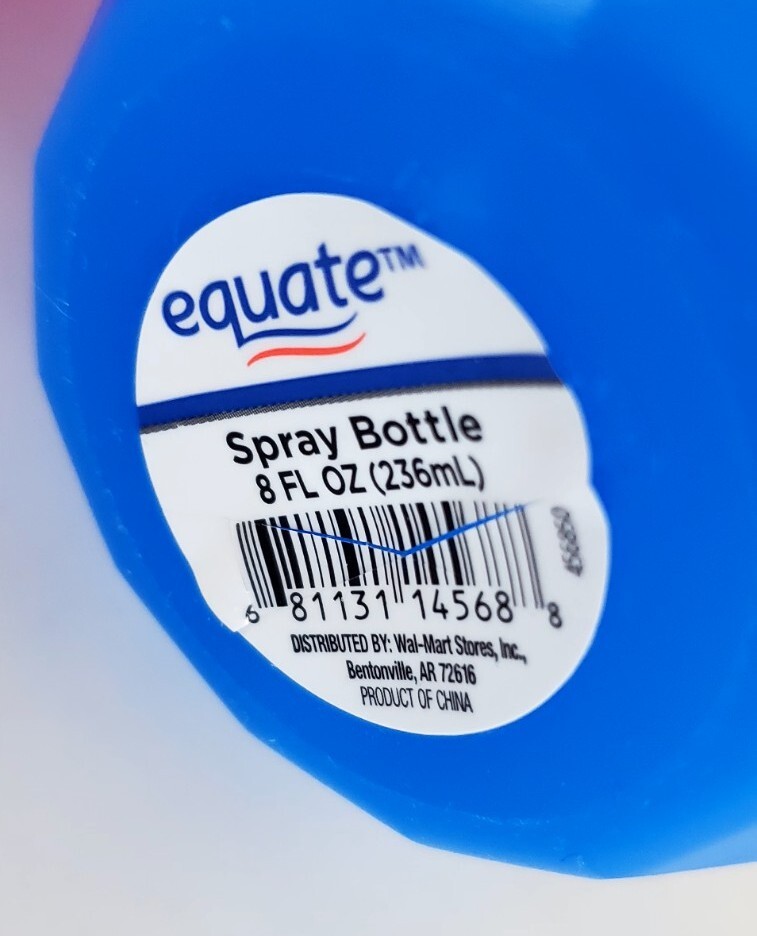 equate™
Spray Bottle
8 FL OZ (236mL)
6 81131 14568 8
DISTRIBUTED BY: Wal-Mart Stores, Inc.,
Bentonville, AR 72616
PRODUCT OF CHINA